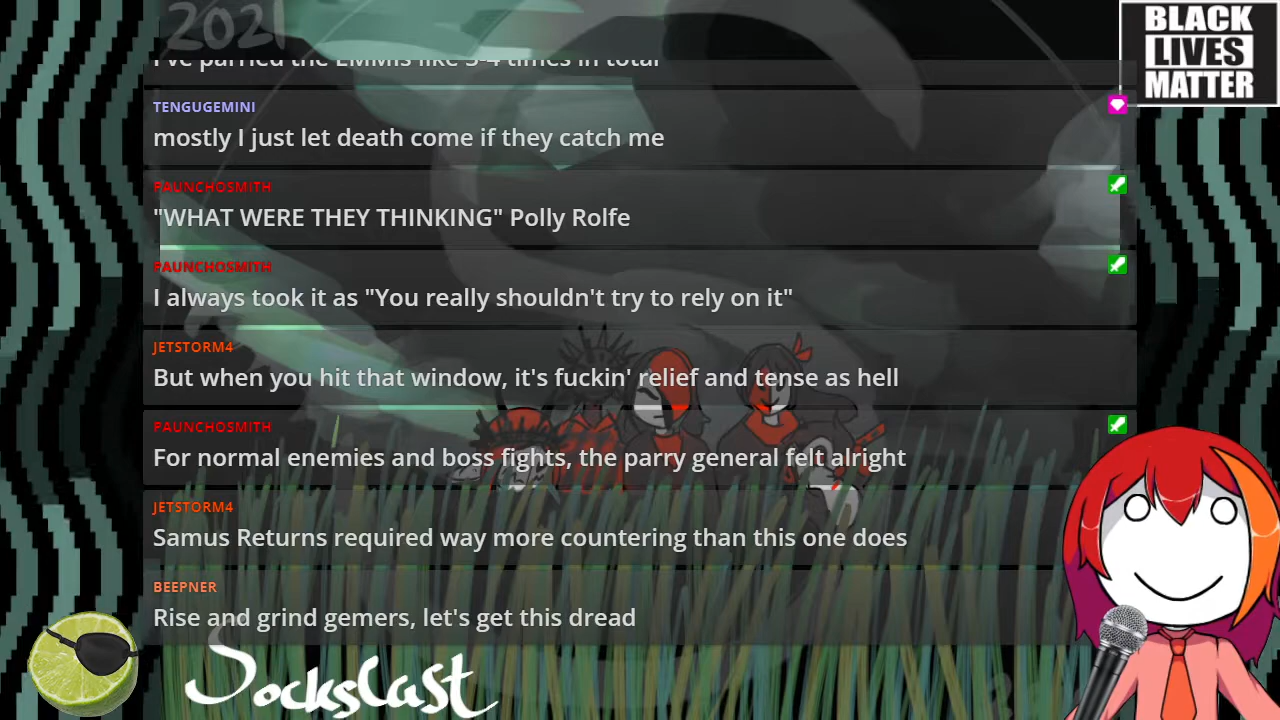 2021
I've parried the EMMIs like 3-4 times in total
TENGUGEMINI
mostly I just let death come if they catch me
PAUNCHOSMITH
"WHAT WERE THEY THINKING" Polly Rolfe
PAUNCHOSMITH
I always took it as "You really shouldn't try to rely on it"
JETSTORM4
But when you hit that window, it's fuckin' relief and tense as hell
PAUNCHOSMITH
For normal enemies and boss fights, the parry general felt alright
JETSTORM4
Samus Returns required way more countering than this one does
BEEPNER
Rise and grind gemers, let's get this dread
SocksCast
BLACK
LIVES
MATTER